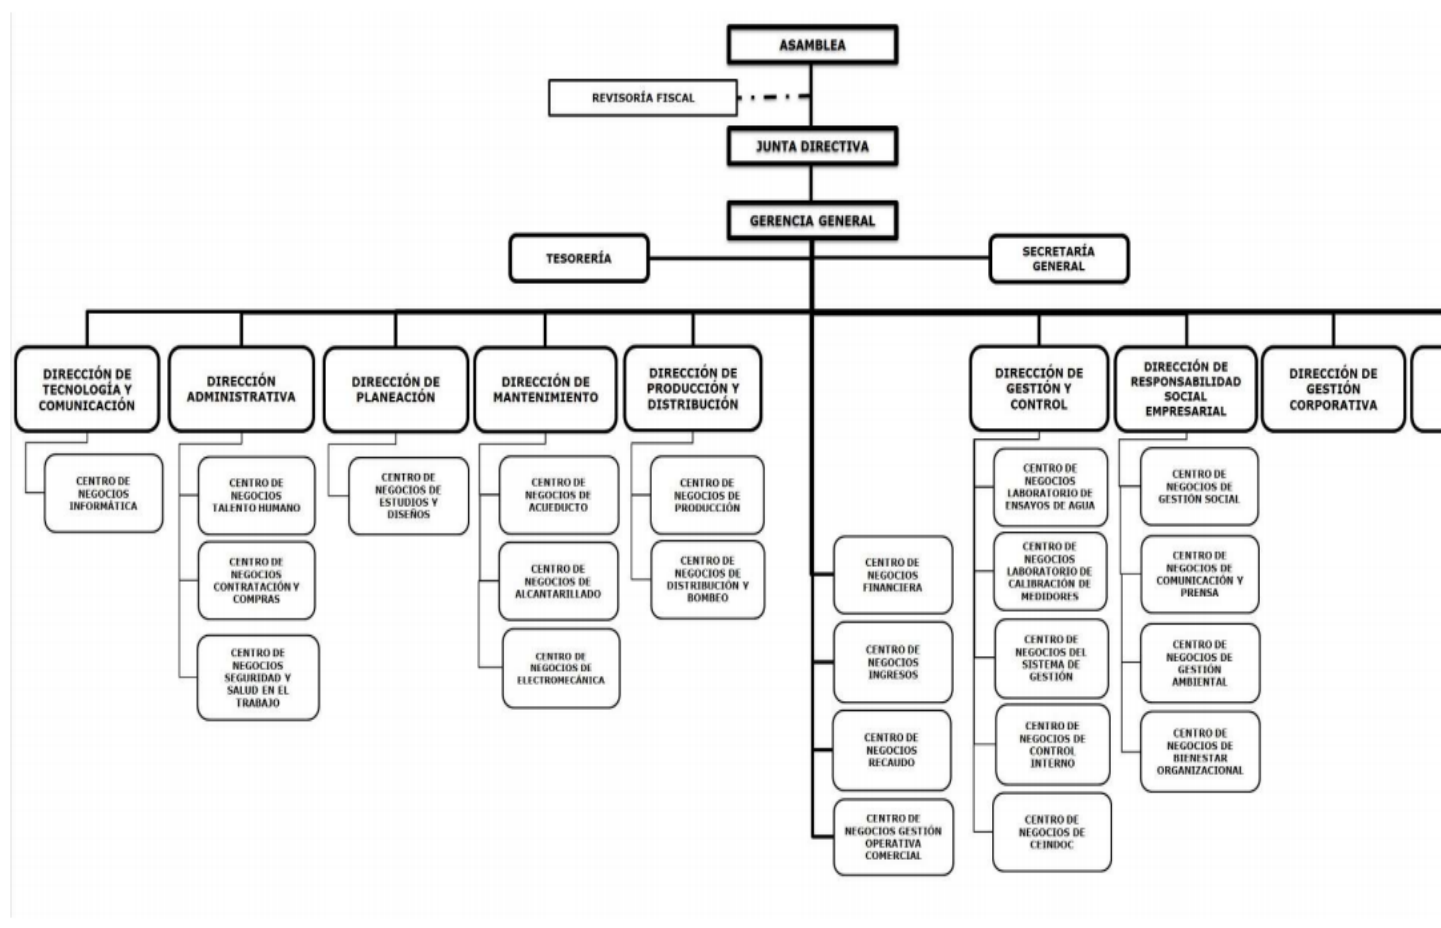 ASAMBLEA
REVISORÍA FISCAL
JUNTA DIRECTIVA
GERENCIA GENERAL
TESORERÍA
SECRETARÍA
GENERAL
DIRECCIÓN DE
TECNOLOGÍA Y
COMUNICACIÓN
DIRECCIÓN
ADMINISTRATIVA
DIRECCIÓN DE
PLANEACIÓN
DIRECCIÓN DE
MANTENIMIENTO
DIRECCIÓN DE
PRODUCCIÓN Y
DISTRIBUCIÓN
DIRECCIÓN DE
GESTIÓN Y
CONTROL
DIRECCIÓN DE
RESPONSABILIDAD
SOCIAL
EMPRESARIAL
DIRECCIÓN DE
GESTIÓN
CORPORATIVA
CENTRO DE
NEGOCIOS
INFORMÁTICA
CENTRO DE
NEGOCIOS
TALENTO HUMANO
CENTRO DE
NEGOCIOS
CONTRATACIÓN Y
COMPRAS
CENTRO DE
NEGOCIOS
SEGURIDAD Y
SALUD EN EL
TRABAJO
CENTRO DE
NEGOCIOS DE
ESTUDIOS Y
DISEÑOS
CENTRO DE
NEGOCIOS DE
ACUEDUCTO
CENTRO DE
NEGOCIOS DE
ALCANTARILLADO
CENTRO DE
NEGOCIOS DE
ELECTROMECÁNICA
CENTRO DE
NEGOCIOS DE
PRODUCCIÓN
CENTRO DE
NEGOCIOS DE
DISTRIBUCIÓN Y
BOMBEO
CENTRO DE
NEGOCIOS
FINANCIERA
CENTRO DE
NEGOCIOS
INGRESOS
CENTRO DE
NEGOCIOS
RECAUDO
CENTRO DE
NEGOCIOS GESTIÓN
OPERATIVA
COMERCIAL
CENTRO DE
NEGOCIOS
LABORATORIO DE
ENSAYOS DE AGUA
CENTRO DE
NEGOCIOS
LABORATORIO DE
CALIBRACIÓN DE
MEDIDORES
CENTRO DE
NEGOCIOS DEL
SISTEMA DE
GESTIÓN
CENTRO DE
NEGOCIOS DE
CONTROL
INTERNO
CENTRO DE
NEGOCIOS DE
CEINDOC
CENTRO DE
NEGOCIOS DE
GESTIÓN SOCIAL
CENTRO DE
NEGOCIOS DE
COMUNICACIÓN Y
PRENSA
CENTRO DE
NEGOCIOS DE
GESTIÓN
AMBIENTAL
CENTRO DE
NEGOCIOS DE
BIENESTAR
ORGANIZACIONAL